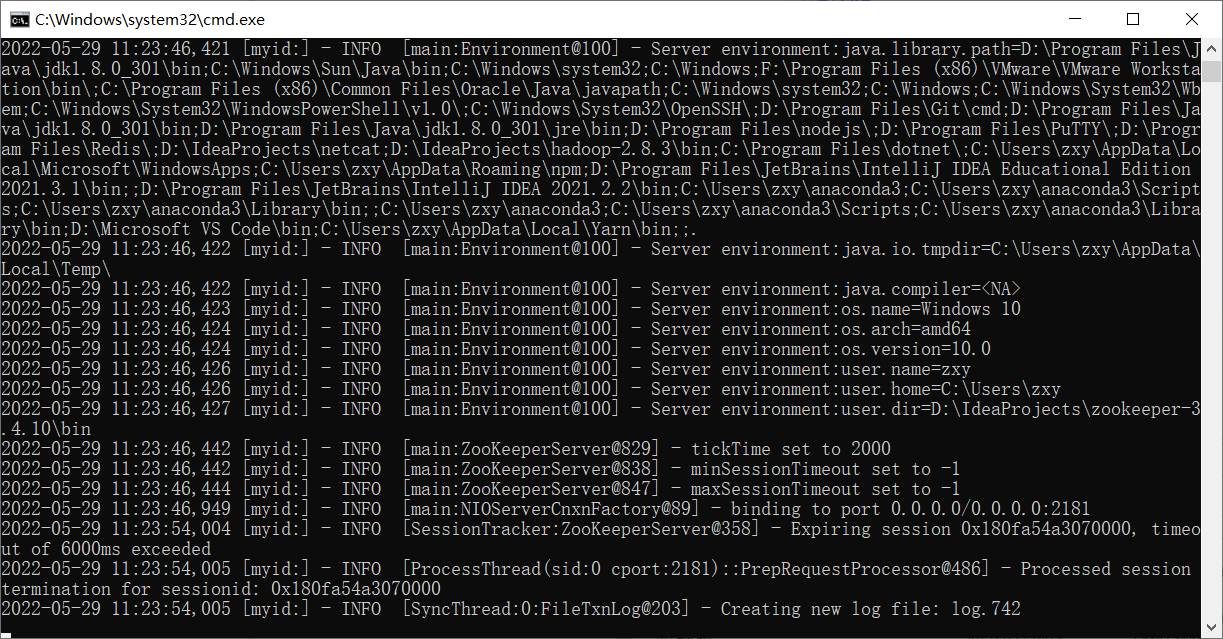 C:\Windows\system32\cmd.exe
2022-05-29 11:23:46,421 [myid:] - INFO  [main:Environment@100] - Server environment:java.library.path=D:\Program Files\J
ava\jdk1.8.0_301\bin;C:\Windows\Sun\Java\bin;C:\Windows\system32;C:\Windows;F:\Program Files (x86)\VMware\VMware Worksta
tion\bin\;C:\Program Files (x86)\Common Files\Oracle\Java\javapath;C:\Windows\system32;C:\Windows;C:\Windows\System32\Wb
em;C:\Windows\System32\WindowsPowerShell\v1.0\;C:\Windows\System32\OpenSSH\;D:\Program Files\Git\cmd;D:\Program Files\Ja
va\jdk1.8.0_301\bin;D:\Program Files\Java\jdk1.8.0_301\jre\bin;D:\Program Files\nodejs\;D:\Program Files\PuTTY\;D:\Progr
am Files\Redis\;D:\IdeaProjects\netcat;D:\IdeaProjects\hadoop-2.8.3\bin;C:\Program Files\dotnet\;C:\Users\zxy\AppData\Lo
cal\Microsoft\WindowsApps;C:\Users\zxy\AppData\Roaming\npm;D:\Program Files\JetBrains\IntelliJ IDEA Educational Edition
2021.3.1\bin;;D:\Program Files\JetBrains\IntelliJ IDEA 2021.2.2\bin;C:\Users\zxy\anaconda3;C:\Users\zxy\anaconda3\Script
s;C:\Users\zxy\anaconda3\Library\bin;;C:\Users\zxy\anaconda3;C:\Users\zxy\anaconda3\Scripts;C:\Users\zxy\anaconda3\Libra
ry\bin;D:\Microsoft VS Code\bin;C:\Users\zxy\AppData\Local\Yarn\bin;;.
2022-05-29 11:23:46,422 [myid:] - INFO  [main:Environment@100] - Server environment:java.io.tmpdir=C:\Users\zxy\AppData\
Local\Temp\
2022-05-29 11:23:46,422 [myid:] - INFO  [main:Environment@100] - Server environment:java.compiler=<NA>
2022-05-29 11:23:46,423 [myid:] - INFO  [main:Environment@100] - Server environment:os.name=Windows 10
2022-05-29 11:23:46,424 [myid:] - INFO  [main:Environment@100] - Server environment:os.arch=amd64
2022-05-29 11:23:46,424 [myid:] - INFO  [main:Environment@100] - Server environment:os.version=10.0
2022-05-29 11:23:46,426 [myid:] - INFO  [main:Environment@100] - Server environment:user.name=zxy
2022-05-29 11:23:46,426 [myid:] - INFO  [main:Environment@100] - Server environment:user.home=C:\Users\zxy
2022-05-29 11:23:46,427 [myid:] - INFO  [main:Environment@100] - Server environment:user.dir=D:\IdeaProjects\zookeeper-3
.4.10\bin
2022-05-29 11:23:46,442 [myid:] - INFO  [main:ZooKeeperServer@829] - tickTime set to 2000
2022-05-29 11:23:46,442 [myid:] - INFO  [main:ZooKeeperServer@838] - minSessionTimeout set to -1
2022-05-29 11:23:46,444 [myid:] - INFO  [main:ZooKeeperServer@847] - maxSessionTimeout set to -1
2022-05-29 11:23:46,949 [myid:] - INFO  [main:NIOServerCnxnFactory@89] - binding to port 0.0.0.0/0.0.0.0:2181
2022-05-29 11:23:54,004 [myid:] - INFO  [SessionTracker:ZooKeeperServer@358] - Expiring session 0x180fa54a3070000, timeo
ut of 6000ms exceeded
2022-05-29 11:23:54,005 [myid:] - INFO  [ProcessThread(sid:0 cport:2181)::PrepRequestProcessor@486] - Processed session
termination for sessionid: 0x180fa54a3070000
2022-05-29 11:23:54,005 [myid:] - INFO  [SyncThread:0:FileTxnLog@203] - Creating new log file: log.742